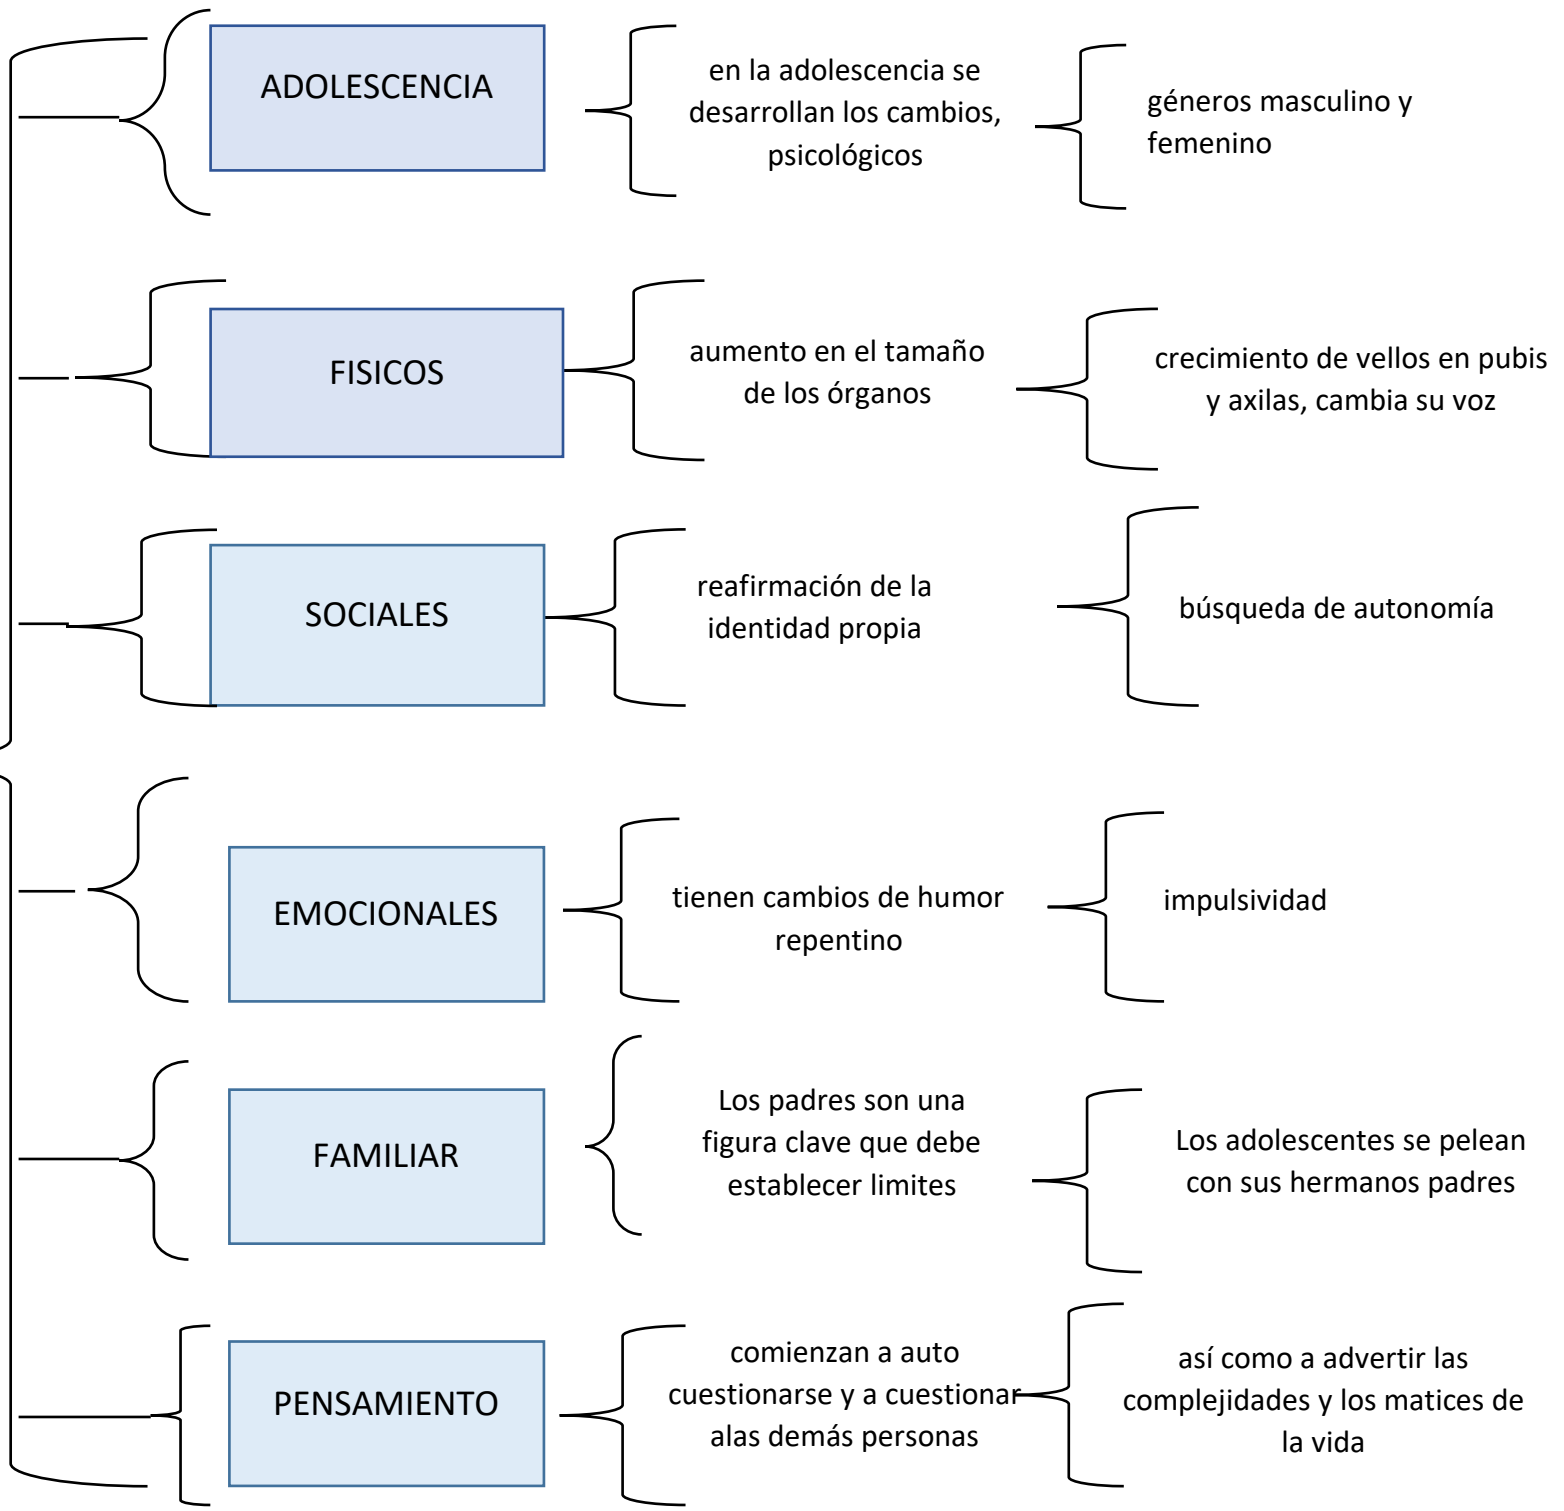 ADOLESCENCIA
en la adolescencia se
desarrollan los cambios,
psicológicos
géneros masculino y
femenino
FISICOS
aumento en el tamaño
de los órganos
crecimiento de vellos en pubis
y axilas, cambia su voz
SOCIALES
reafirmación de la
identidad propia
búsqueda de autonomía
EMOCIONALES
tienen cambios de humor
repentino
impulsividad
FAMILIAR
Los padres son una
figura clave que debe
establecer limites
Los adolescentes se pelean
con sus hermanos padres
PENSAMIENTO
comienzan a auto
cuestionarse y a cuestionar
alas demás personas
así como a advertir las
complejidades y los matices de
la vida